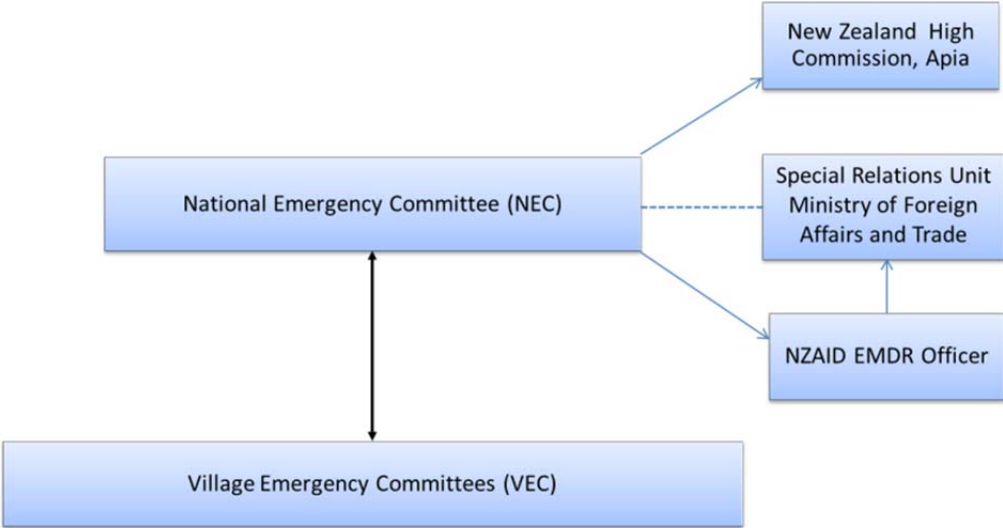 New Zealand High
Commission, Apia
National Emergency Committee (NEC)
Special Relations Unit
Ministry of Foreign
Affairs and Trade
NZAID EMDR Officer
Village Emergency Committees (VEC)